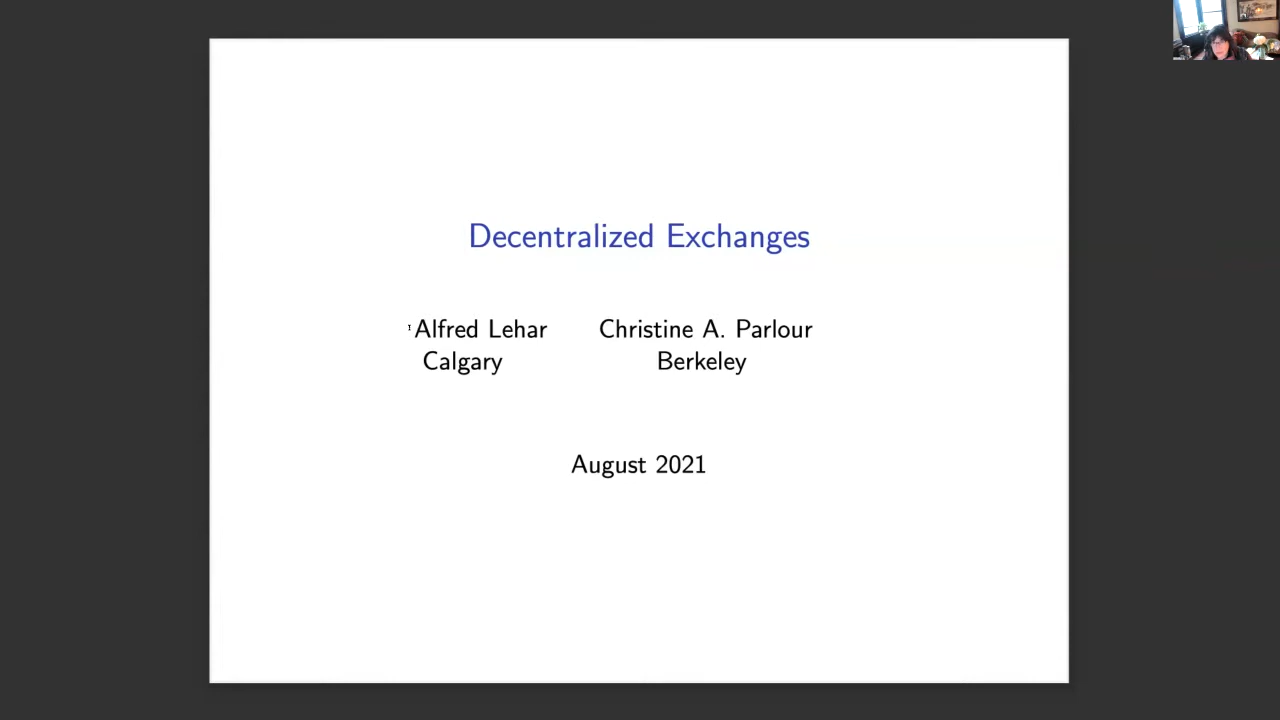 Decentralized Exchanges
Alfred Lehar Christine A. Parlour
Calgary Berkeley
August 2021